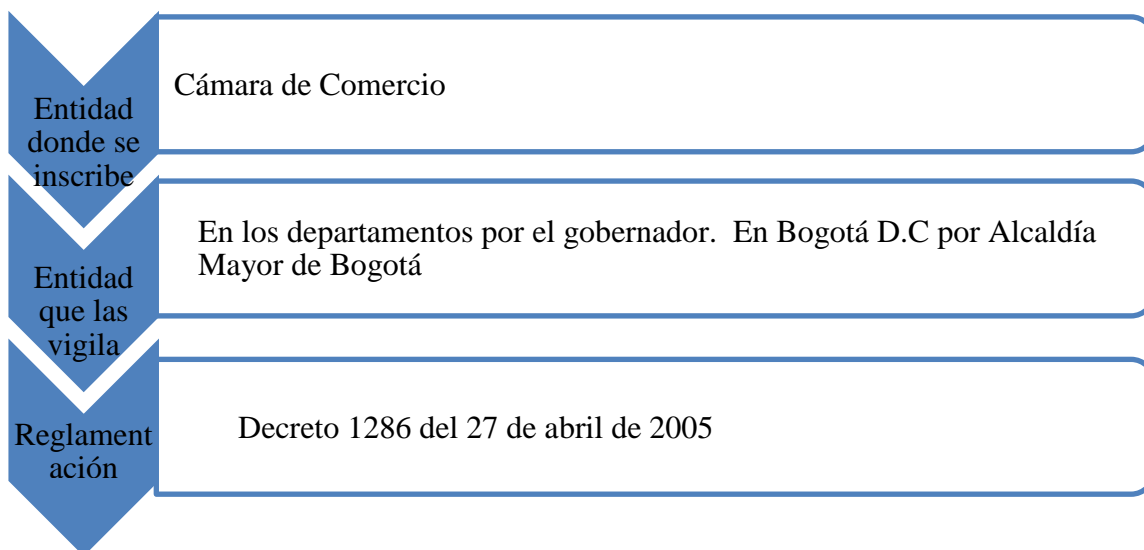 Entidad
donde se
inscribe
Cámara de Comercio
Entidad
que las
vigila
En los departamentos por el gobernador.  En Bogotá D.C por Alcaldía
Mayor de Bogotá
Reglament
ación
Decreto 1286 del 27 de abril de 2005